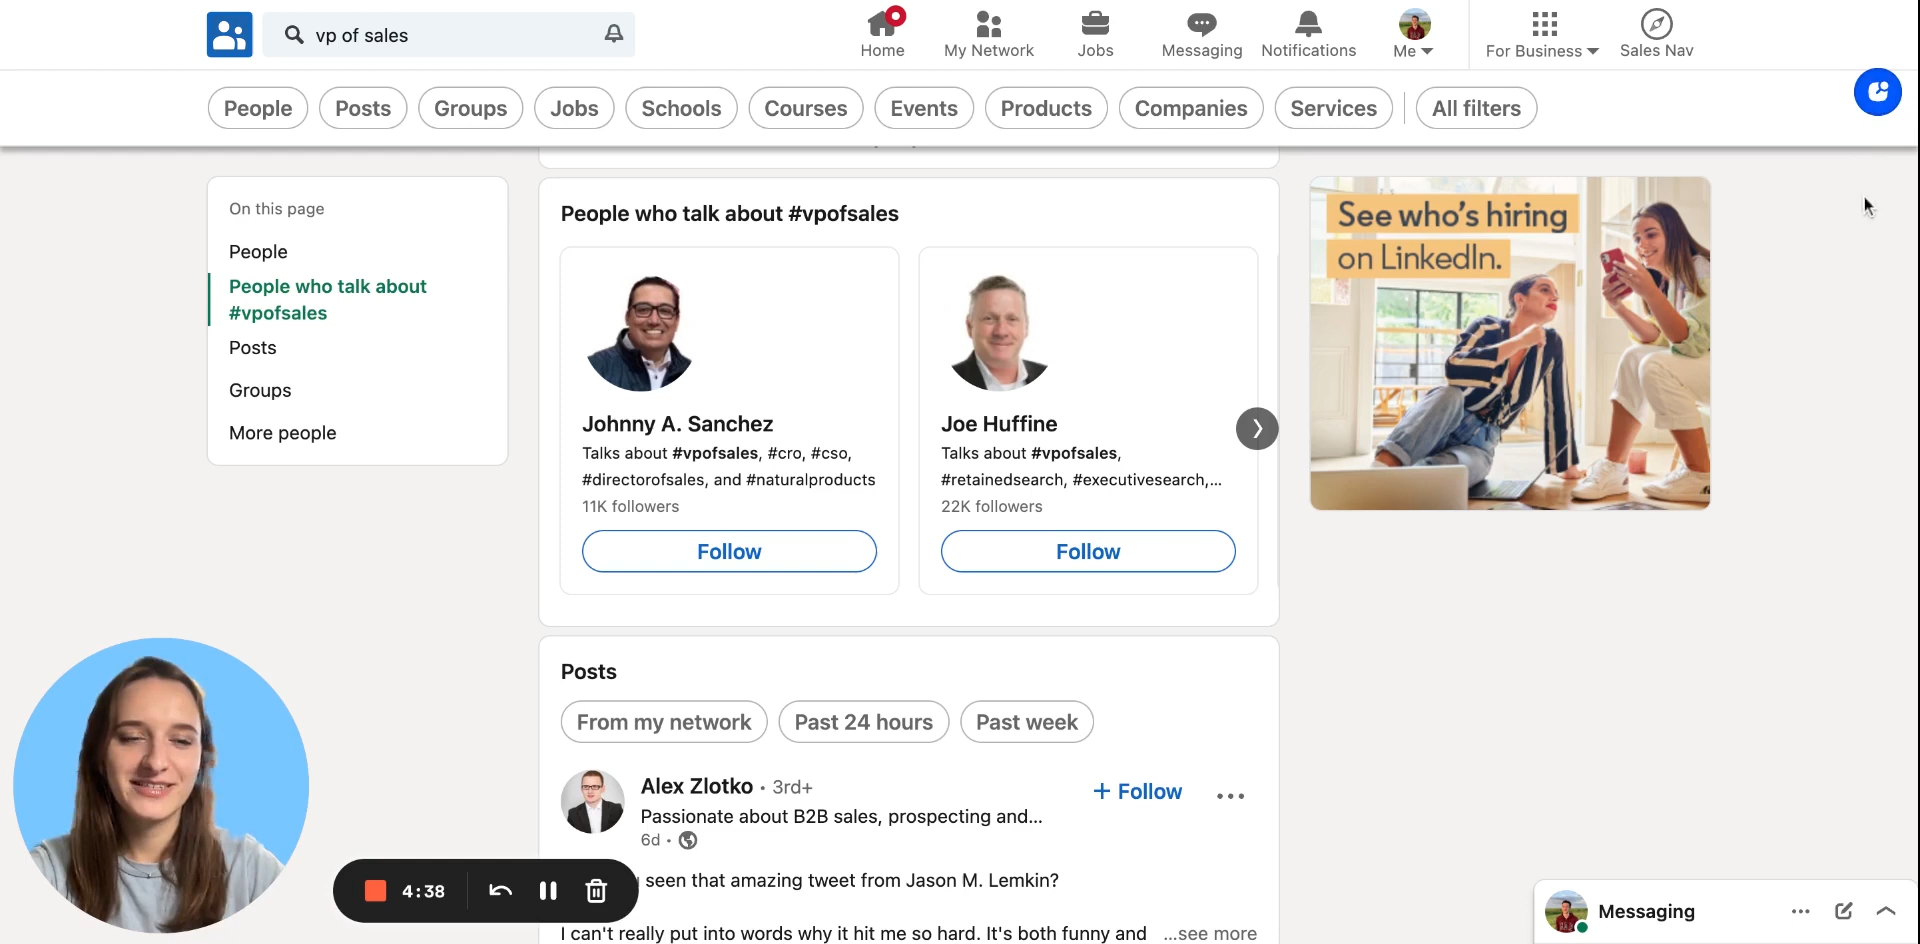 vp of sales
Home
My Network
Jobs
Messaging
Notifications
Me
For Business
Sales Nav
People
Posts
Groups
Jobs
Schools
Courses
Events
Products
Companies
Services
All filters
On this page
People
People who talk about
#vpofsales
Posts
Groups
More people
People who talk about #vpofsales
Johnny A. Sanchez
Talks about #vpofsales, #cro, #cso,
#directorofsales, and #naturalproducts
11K followers
Follow
Joe Huffine
Talks about #vpofsales,
#retainedsearch, #executivesearch,...
22K followers
Follow
See who's hiring
on LinkedIn.
Posts
From my network
Past 24 hours
Past week
Alex Zlotko • 3rd+
+ Follow
Passionate about B2B sales, prospecting and...
6d •
seen that amazing tweet from Jason M. Lemkin?
I can't really put into words why it hit me so hard. It's both funny and ...see more
4:38
Messaging